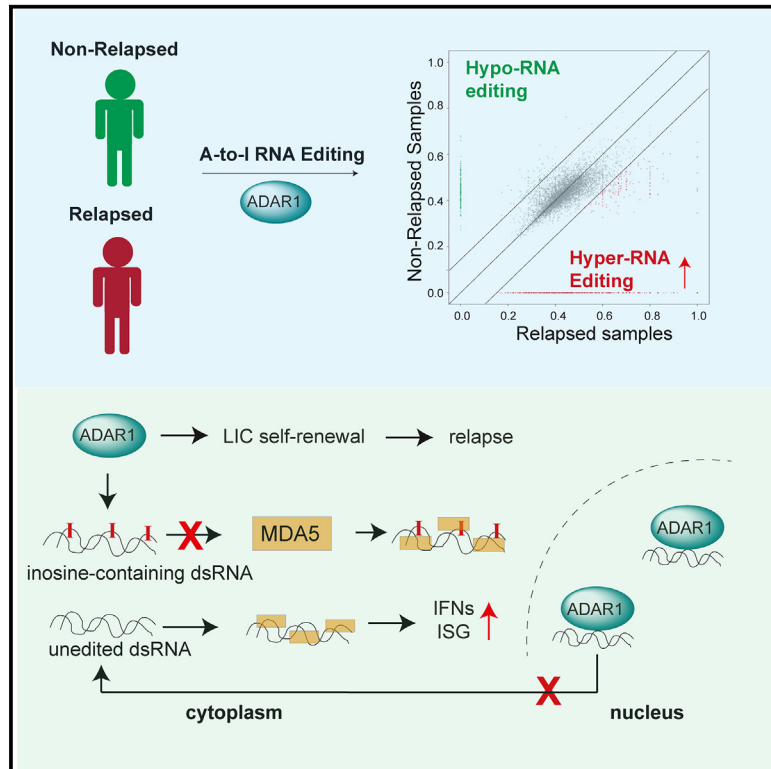 Non-Relapsed
A-to-I RNA Editing
ADAR1
Relapsed
1.0
0.8
0.6
0.4
0.2
0.0
Non-Relapsed Samples
Hypo-RNA
editing
Hyper-RNA
Editing
0.0 0.2 0.4 0.6 0.8 1.0
Relapsed samples
ADAR1
LIC self-renewal
relapse
I I I
X
MDA5
I I I
inosine-containing dsRNA
unedited dsRNA
IFNs
ISG
ADAR1
ADAR1
X
cytoplasm
nucleus